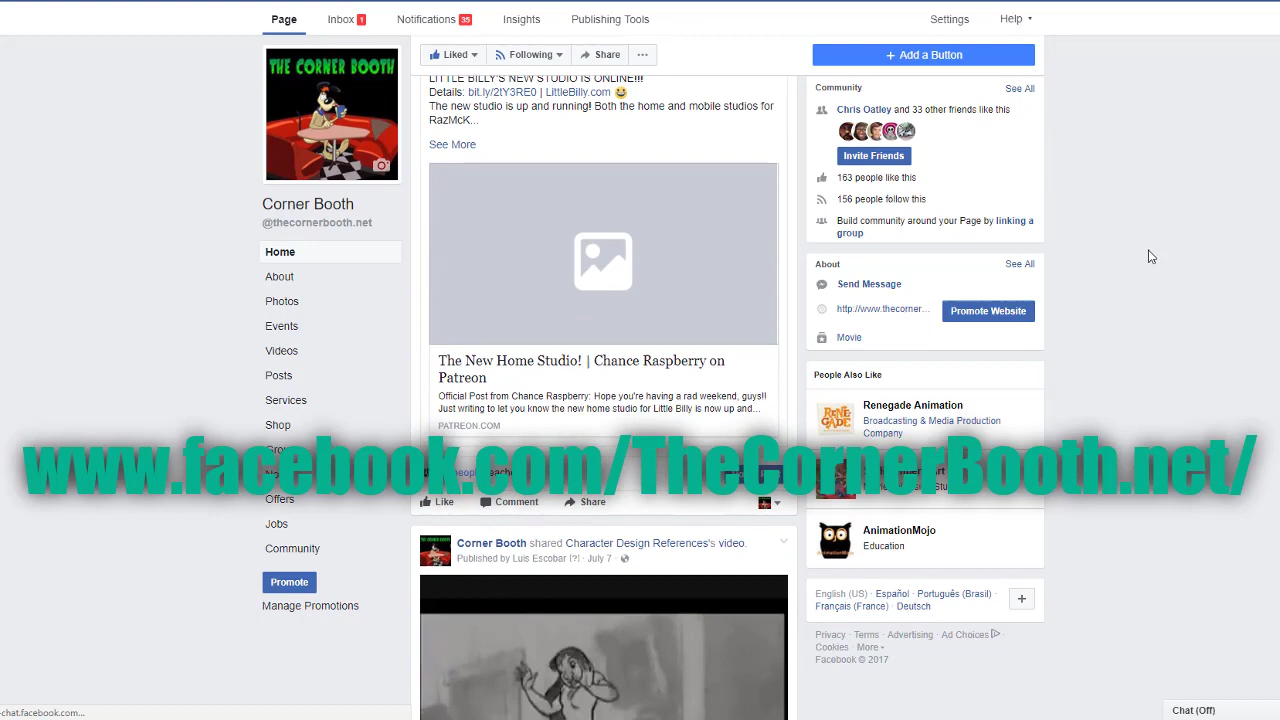 Page Inbox 1 Notifications 35 Insights Publishing Tools Settings Help
THE CORNER BOOTH
Corner Booth
@thecornerbooth.net
Home
About
Photos
Events
Videos
Posts
Services
Shop
Offers
Jobs
Community
Promote
Manage Promotions
Liked Following Share ...
LITTLE BILLY'S NEW STUDIO IS ONLINE!!!
Details: bit.ly/2tY3RE0 | LittleBilly.com
The new studio is up and running! Both the home and mobile studios for
RazMcK...
See More
The New Home Studio! | Chance Raspberry on
Patreon
Official Post from Chance Raspberry: Hope you're having a rad weekend, guys!!
Just writing to let you know the new home studio for Little Billy is now up and...
PATREON.COM
www.facebook.com/TheCornerBooth.net/
Like Comment Share
Corner Booth shared Character Design References's video.
Published by Luis Escobar [?] · July 7 ·
+ Add a Button
Community See All
Chris Oatley and 33 other friends like this
Invite Friends
163 people like this
156 people follow this
Build community around your Page by linking a
group
About See All
Send Message
http://www.thecorner... Promote Website
Movie
People Also Like
RENE
GADE
Renegade Animation
Broadcasting & Media Production
Company
AnimationMojo
Education
English (US) · Español · Português (Brasil) ·
Français (France) · Deutsch
+
Privacy · Terms · Advertising · Ad Choices ·
Cookies · More
Facebook © 2017
-chat.facebook.com...
Chat (Off)